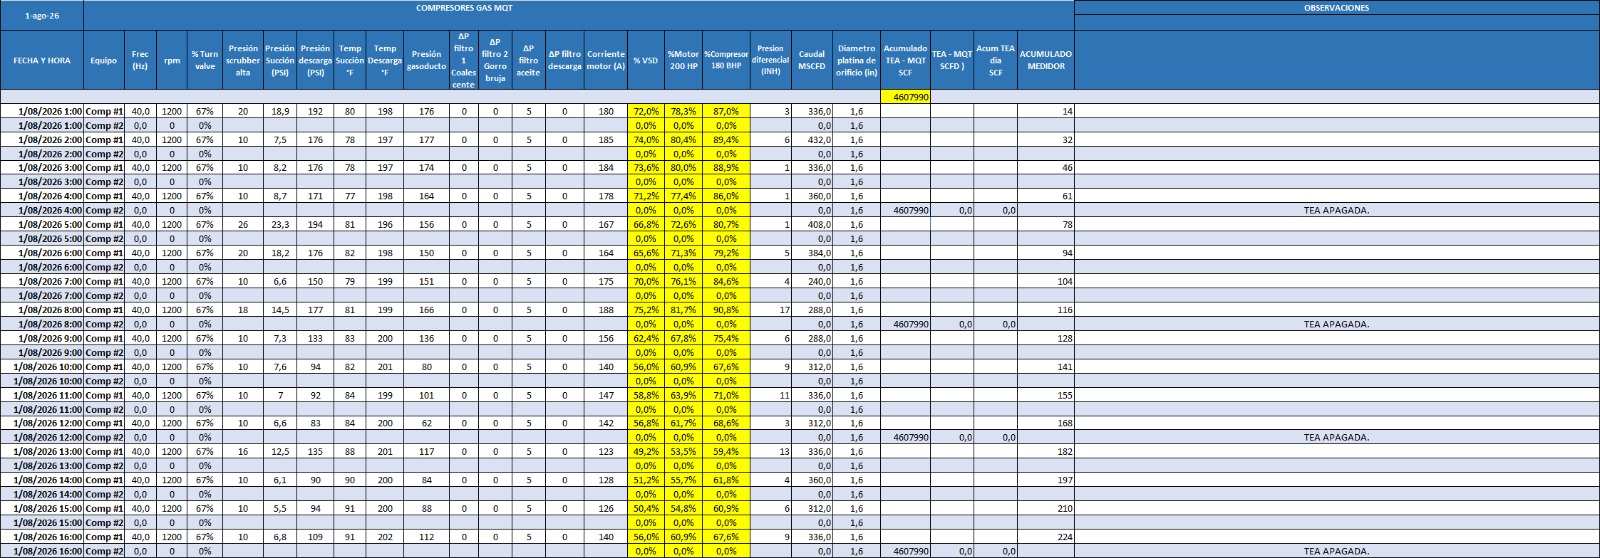 1-ago-26 COMPRESORES GAS MQT OBSERVACIONES
FECHA Y HORA Equipo Frec (Hz) rpm % Turn valve Presión scrubber alta Presión Succión (PSI) Presión descarga (PSI) Temp Succión °F Temp Descarga °F Presión gasoducto ΔP filtro 1 Coales cente ΔP filtro 2 Gorro bruja ΔP filtro aceite ΔP filtro descarga Corriente motor (A) % VSD %Motor 200 HP %Compresor 180 BHP Presion diferencial (INH) Caudal MSCFD Diametro platina de orificio (in) Acumulado TEA - MQT SCF TEA - MQT SCFD ) Acum TEA dia SCF ACUMULADO MEDIDOR
4607990
1/08/2026 1:00 Comp #1 40,0 1200 67% 20 18,9 192 80 198 176 0 0 5 0 180 72,0% 78,3% 87,0% 3 336,0 1,6 14
1/08/2026 1:00 Comp #2 0,0 0 0% 0,0% 0,0% 0,0% 0,0 1,6
1/08/2026 2:00 Comp #1 40,0 1200 67% 10 7,5 176 78 197 177 0 0 5 0 185 74,0% 80,4% 89,4% 6 432,0 1,6 32
1/08/2026 2:00 Comp #2 0,0 0 0% 0,0% 0,0% 0,0% 0,0 1,6
1/08/2026 3:00 Comp #1 40,0 1200 67% 10 8,2 176 78 197 174 0 0 5 0 184 73,6% 80,0% 88,9% 1 336,0 1,6 46
1/08/2026 3:00 Comp #2 0,0 0 0% 0,0% 0,0% 0,0% 0,0 1,6
1/08/2026 4:00 Comp #1 40,0 1200 67% 10 8,7 171 77 198 164 0 0 5 0 178 71,2% 77,4% 86,0% 1 360,0 1,6 61
1/08/2026 4:00 Comp #2 0,0 0 0% 0,0% 0,0% 0,0% 0,0 1,6 4607990 0,0 0,0 TEA APAGADA.
1/08/2026 5:00 Comp #1 40,0 1200 67% 26 23,3 194 81 196 156 0 0 5 0 167 66,8% 72,6% 80,7% 1 408,0 1,6 78
1/08/2026 5:00 Comp #2 0,0 0 0% 0,0% 0,0% 0,0% 0,0 1,6
1/08/2026 6:00 Comp #1 40,0 1200 67% 20 18,2 176 82 198 150 0 0 5 0 164 65,6% 71,3% 79,2% 5 384,0 1,6 94
1/08/2026 6:00 Comp #2 0,0 0 0% 0,0% 0,0% 0,0% 0,0 1,6
1/08/2026 7:00 Comp #1 40,0 1200 67% 10 6,6 150 79 199 151 0 0 5 0 175 70,0% 76,1% 84,6% 4 240,0 1,6 104
1/08/2026 7:00 Comp #2 0,0 0 0% 0,0% 0,0% 0,0% 0,0 1,6
1/08/2026 8:00 Comp #1 40,0 1200 67% 18 14,5 177 81 199 166 0 0 5 0 188 75,2% 81,7% 90,8% 17 288,0 1,6 116
1/08/2026 8:00 Comp #2 0,0 0 0% 0,0% 0,0% 0,0% 0,0 1,6 4607990 0,0 0,0 TEA APAGADA.
1/08/2026 9:00 Comp #1 40,0 1200 67% 10 7,3 133 83 200 136 0 0 5 0 156 62,4% 67,8% 75,4% 6 288,0 1,6 128
1/08/2026 9:00 Comp #2 0,0 0 0% 0,0% 0,0% 0,0% 0,0 1,6
1/08/2026 10:00 Comp #1 40,0 1200 67% 10 7,6 94 82 201 80 0 0 5 0 140 56,0% 60,9% 67,6% 9 312,0 1,6 141
1/08/2026 10:00 Comp #2 0,0 0 0% 0,0% 0,0% 0,0% 0,0 1,6
1/08/2026 11:00 Comp #1 40,0 1200 67% 10 7 92 84 199 101 0 0 5 0 147 58,8% 63,9% 71,0% 11 336,0 1,6 155
1/08/2026 11:00 Comp #2 0,0 0 0% 0,0% 0,0% 0,0% 0,0 1,6
1/08/2026 12:00 Comp #1 40,0 1200 67% 10 6,6 83 84 200 62 0 0 5 0 142 56,8% 61,7% 68,6% 3 312,0 1,6 168
1/08/2026 12:00 Comp #2 0,0 0 0% 0,0% 0,0% 0,0% 0,0 1,6 4607990 0,0 0,0 TEA APAGADA.
1/08/2026 13:00 Comp #1 40,0 1200 67% 16 12,5 135 88 201 117 0 0 5 0 123 49,2% 53,5% 59,4% 13 336,0 1,6 182
1/08/2026 13:00 Comp #2 0,0 0 0% 0,0% 0,0% 0,0% 0,0 1,6
1/08/2026 14:00 Comp #1 40,0 1200 67% 10 6,1 90 90 200 84 0 0 5 0 128 51,2% 55,7% 61,8% 4 360,0 1,6 197
1/08/2026 14:00 Comp #2 0,0 0 0% 0,0% 0,0% 0,0% 0,0 1,6
1/08/2026 15:00 Comp #1 40,0 1200 67% 10 5,5 94 91 200 88 0 0 5 0 126 50,4% 54,8% 60,9% 6 312,0 1,6 210
1/08/2026 15:00 Comp #2 0,0 0 0% 0,0% 0,0% 0,0% 0,0 1,6
1/08/2026 16:00 Comp #1 40,0 1200 67% 10 6,8 109 91 202 112 0 0 5 0 140 56,0% 60,9% 67,6% 9 336,0 1,6 224
1/08/2026 16:00 Comp #2 0,0 0 0% 0,0% 0,0% 0,0% 0,0 1,6 4607990 0,0 0,0 TEA APAGADA.